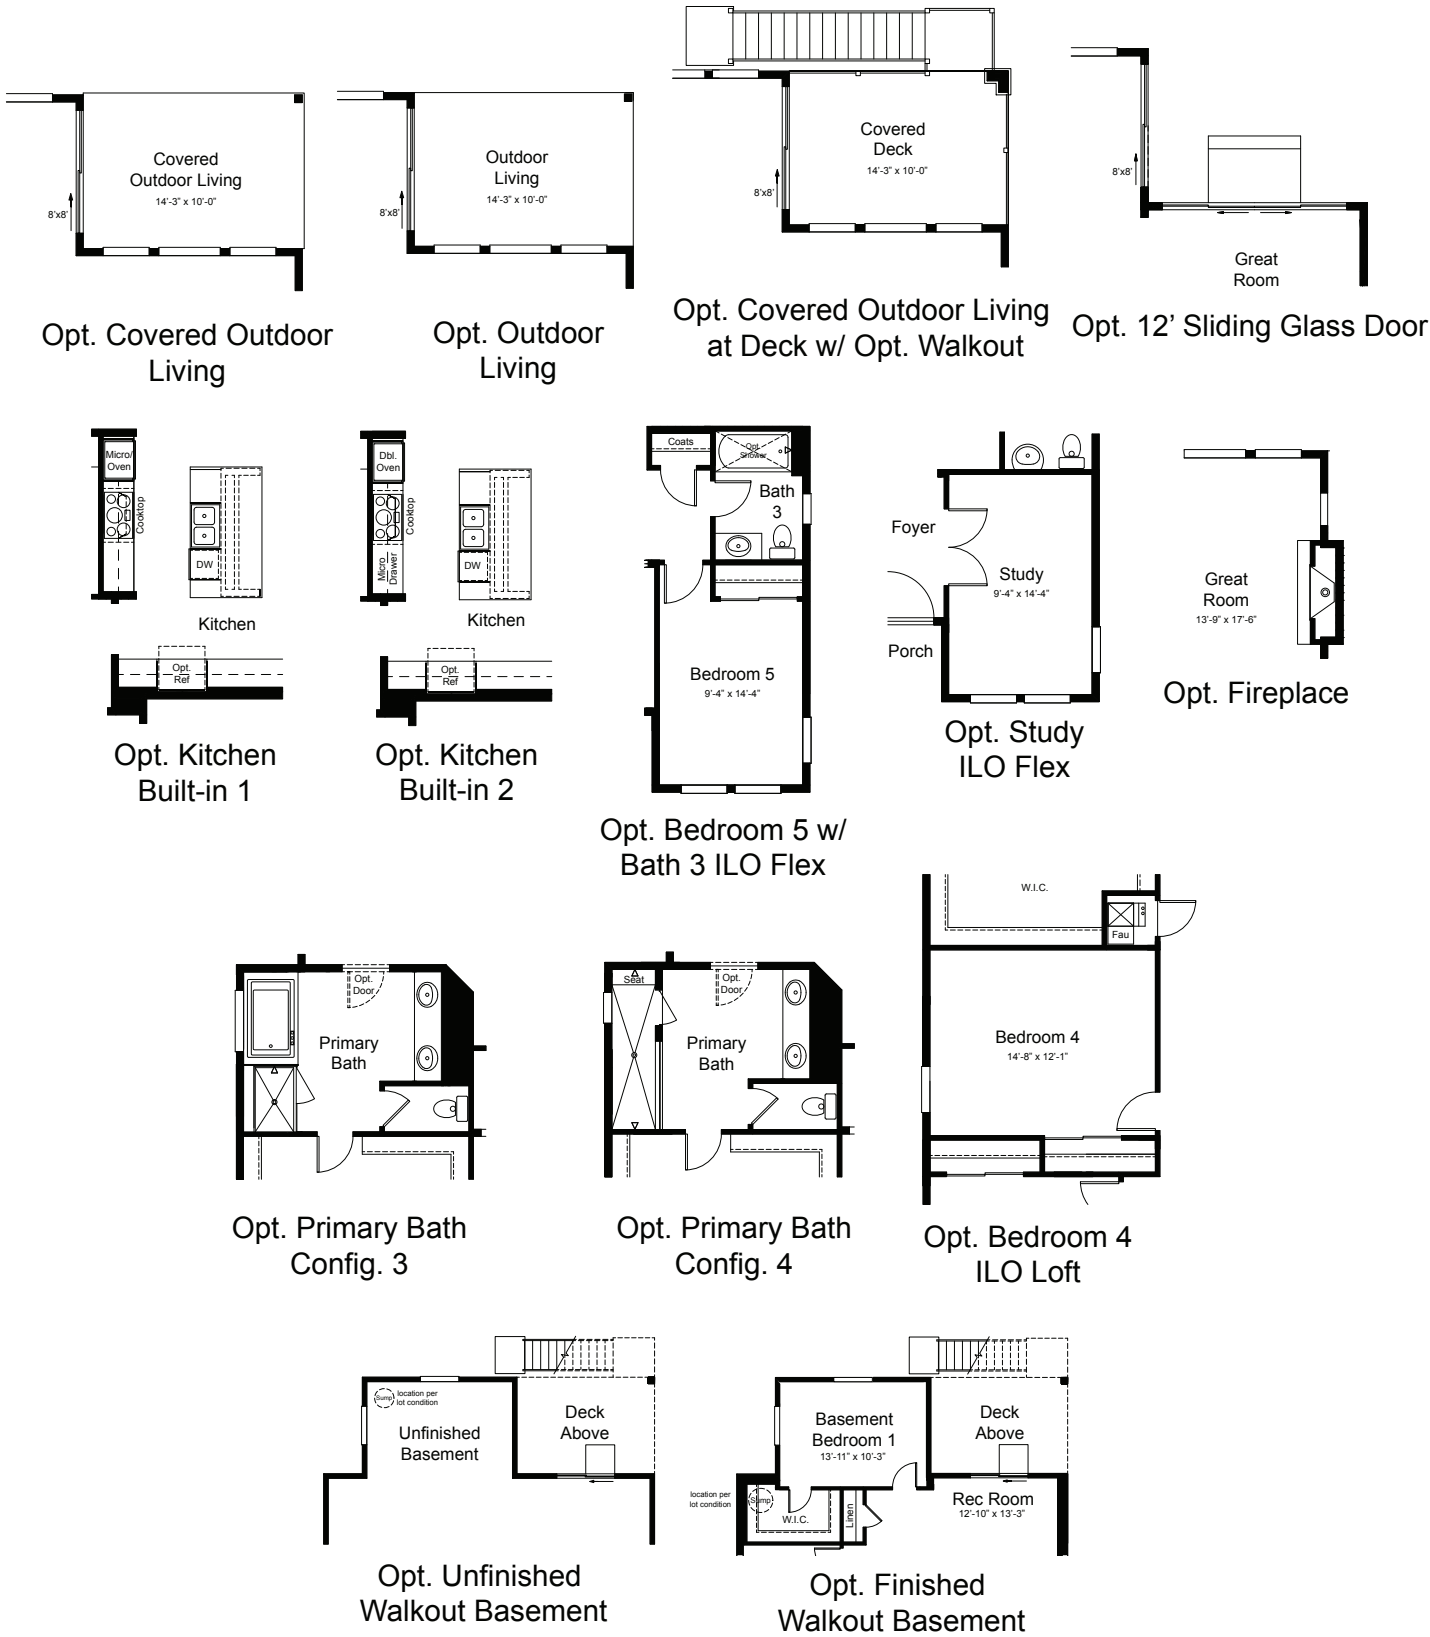 Covered
Outdoor Living
14'-3" x 10'-0"
8'x8'
Opt. Covered Outdoor
Living
Outdoor
Living
14'-3" x 10'-0"
8'x8'
Opt. Outdoor
Living
Covered
Deck
14'-3" x 10'-0"
8'x8'
Opt. Covered Outdoor Living
at Deck w/ Opt. Walkout
8'x8'
Great
Room
Opt. 12’ Sliding Glass Door
Micro/
Oven
Cooktop
DW
Kitchen
Opt.
Ref
Opt. Kitchen
Built-in 1
Dbl.
Oven
Cooktop
Micro
Drawer
DW
Kitchen
Opt.
Ref
Opt. Kitchen
Built-in 2
Coats
Opt.
Shower
Bath
3
Bedroom 5
9'-4" x 14'-4"
Opt. Bedroom 5 w/
Bath 3 ILO Flex
Foyer
Study
9'-4" x 14'-4"
Porch
Opt. Study
ILO Flex
Great
Room
13'-9" x 17'-6"
Opt. Fireplace
Opt.
Door
Primary
Bath
Opt. Primary Bath
Config. 3
Seat
Opt.
Door
Primary
Bath
Opt. Primary Bath
Config. 4
W.I.C.
Fau
Bedroom 4
14'-8" x 12'-1"
Opt. Bedroom 4
ILO Loft
Sump
location per
lot condition
Unfinished
Basement
Deck
Above
Opt. Unfinished
Walkout Basement
Basement
Bedroom 1
13'-11" x 10'-3"
Deck
Above
location per
lot condition
Sump
W.I.C.
Linen
Rec Room
12'-10" x 13'-3"
Opt. Finished
Walkout Basement